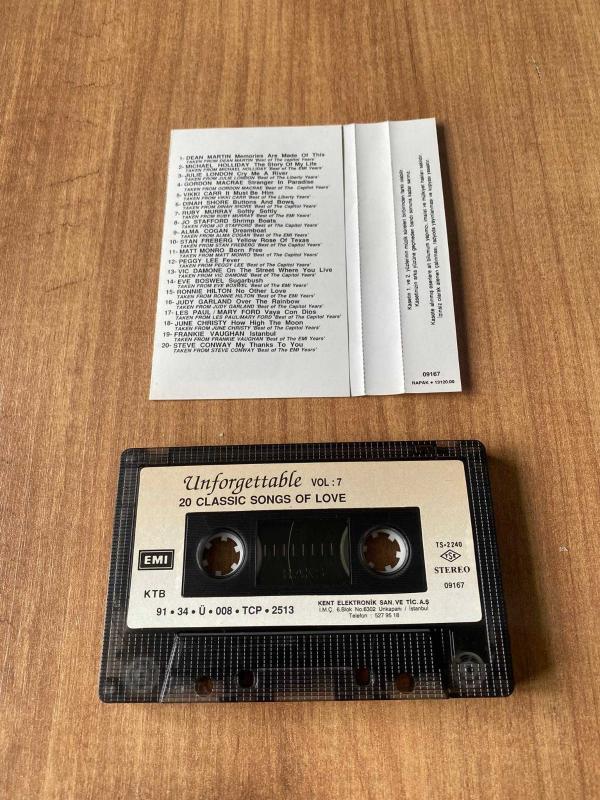 1- DEAN MARTIN Memories Are Made Of This
TAKEN FROM DEAN MARTIN 'Best of The Capitol Years'
2- MICHAEL HOLLIDAY The Story Of My Life
TAKEN FROM MICHAEL HOLLIDAY 'Best of The EMI Years'
3- JULIE LONDON Cry Me A River
TAKEN FROM JULIE LONDON 'Best of The Liberty Years'
4- GORDON MACRAE Stranger In Paradise
TAKEN FROM GORDON MACRAE 'Best of The Capitol Years'
5- VIKKI CARR It Must Be Him
TAKEN FROM VIKKI CARR 'Best of The Liberty Years'
6- DINAH SHORE Buttons And Bows
TAKEN FROM DINAH SHORE 'Best of The Capitol Years'
7- RUBY MURRAY Softly Softly
TAKEN FROM RUBY MURRAY 'Best of The EMI Years'
8- JO STAFFORD Shrimp Boats
TAKEN FROM JO STAFFORD 'Best of The Capitol Years'
9- ALMA COGAN Dreamboat
TAKEN FROM ALMA COGAN 'Best of The EMI Years'
10- STAN FREBERG Yellow Rose Of Texas
TAKEN FROM STAN FREBERG 'Best of The Capitol Years'
11- MATT MONRO Born Free
TAKEN FROM MATT MONRO 'Best of The Capitol Years'
12- PEGGY LEE Fever
TAKEN FROM PEGGY LEE 'Best of The Capitol Years'
13- VIC DAMONE On The Street Where You Live
TAKEN FROM VIC DAMONE 'Best of The Capitol Years'
14- EVE BOSWEL Sugarbush
TAKEN FROM EVE BOSWEL 'Best of The EMI Years'
15- RONNIE HILTON No Other Love
TAKEN FROM RONNIE HILTON 'Best of The EMI Years'
16- JUDY GARLAND Over The Rainbow
TAKEN FROM JUDY GARLAND 'Best of The Capitol Years'
17- LES PAUL / MARY FORD Vaya Con Dios
TAKEN FROM LES PAUL/MARY FORD 'Best of The Capitol Years'
18- JUNE CHRISTY How High The Moon
TAKEN FROM JUNE CHRISTY 'Best of The Capitol Years'
19- FRANKIE VAUGHAN Istanbul
TAKEN FROM FRANKIE VAUGHAN 'Best of The EMI Years'
20- STEVE CONWAY My Thanks To You
TAKEN FROM STEVE CONWAY 'Best of The EMI Years'
09167
RAPAK • 13120.00
Unforgettable VOL : 7
20 CLASSIC SONGS OF LOVE
EMI
TS-2240
TSE
STEREO
KTB
09167
91 • 34 • Ü • 008 • TCP • 2513
KENT ELEKTRONİK SAN. VE TİC. A.Ş
İ.M.Ç. 6.Blok No.6302 Unkapanı / İstanbul
Telefon : 527 95 18